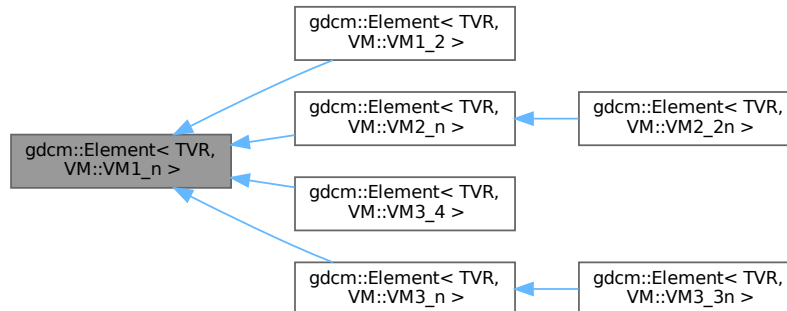 gdcm::Element< TVR,
VM::VM1_2 >
gdcm::Element< TVR,
VM::VM2_n >
gdcm::Element< TVR,
VM::VM2_2n >
gdcm::Element< TVR,
VM::VM1_n >
gdcm::Element< TVR,
VM::VM3_4 >
gdcm::Element< TVR,
VM::VM3_n >
gdcm::Element< TVR,
VM::VM3_3n >